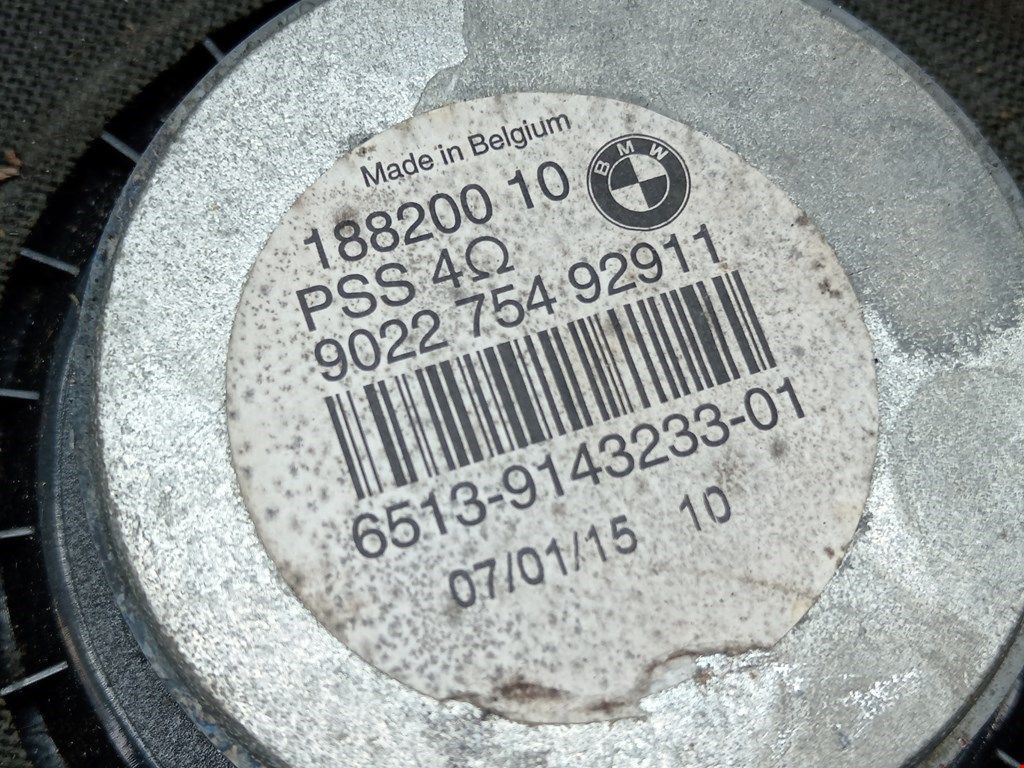 Made in Belgium
188200 10
BMW
PSS 4Ω
9022 754 92911
6513-9143233-01
07/01/15 10